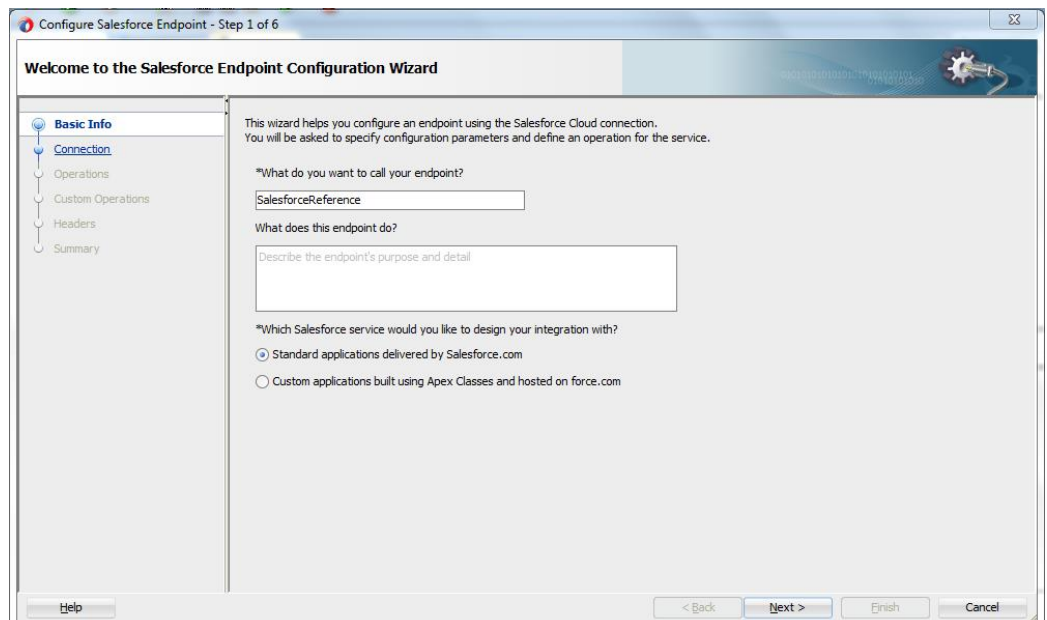 Configure Salesforce Endpoint - Step 1 of 6
Welcome to the Salesforce Endpoint Configuration Wizard
Basic Info
Connection
Operations
Custom Operations
Headers
Summary
This wizard helps you configure an endpoint using the Salesforce Cloud connection.
You will be asked to specify configuration parameters and define an operation for the service.
*What do you want to call your endpoint?
SalesforceReference
What does this endpoint do?
Describe the endpoint's purpose and detail
*Which Salesforce service would you like to design your integration with?
Standard applications delivered by Salesforce.com
Custom applications built using Apex Classes and hosted on force.com
Help
< Back
Next >
Finish
Cancel